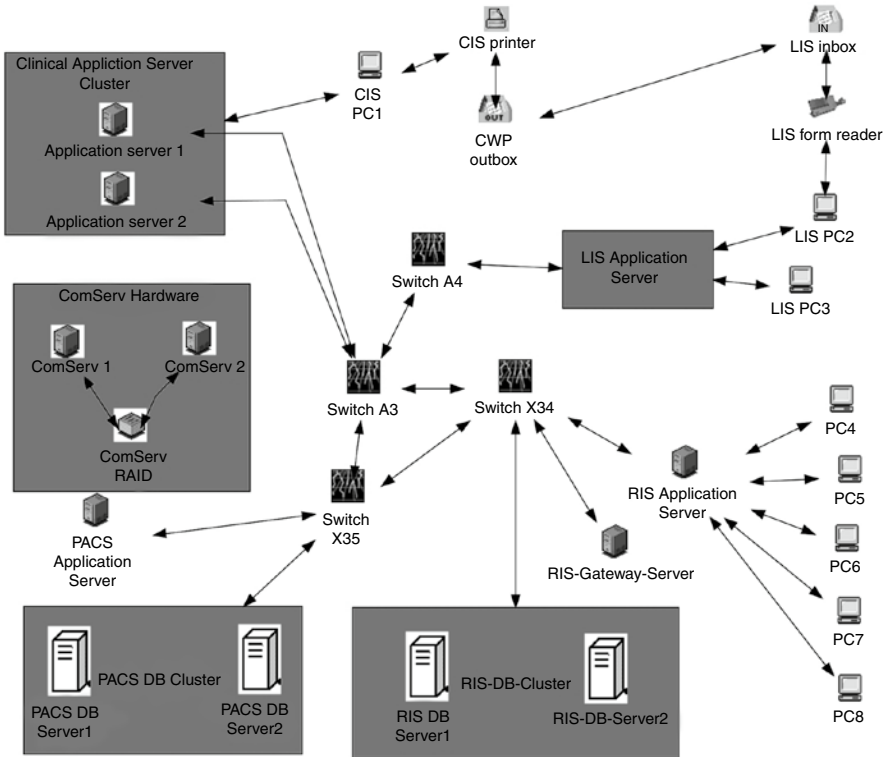 CIS printer
IN
LIS inbox
Clinical Appliction Server
Cluster
CIS
PC1
OUT
CWP
outbox
LIS form reader
Application server 1
Application server 2
LIS PC2
LIS Application
Server
Switch A4
LIS PC3
ComServ Hardware
ComServ 1
ComServ 2
Switch A3
Switch X34
PC4
ComServ
RAID
RIS Application
Server
PC5
PACS
Application
Server
Switch
X35
RIS-Gateway-Server
PC6
PC7
PACS DB Cluster
PACS DB
Server1
PACS DB
Server2
RIS-DB-Cluster
RIS DB
Server1
RIS-DB-Server2
PC8